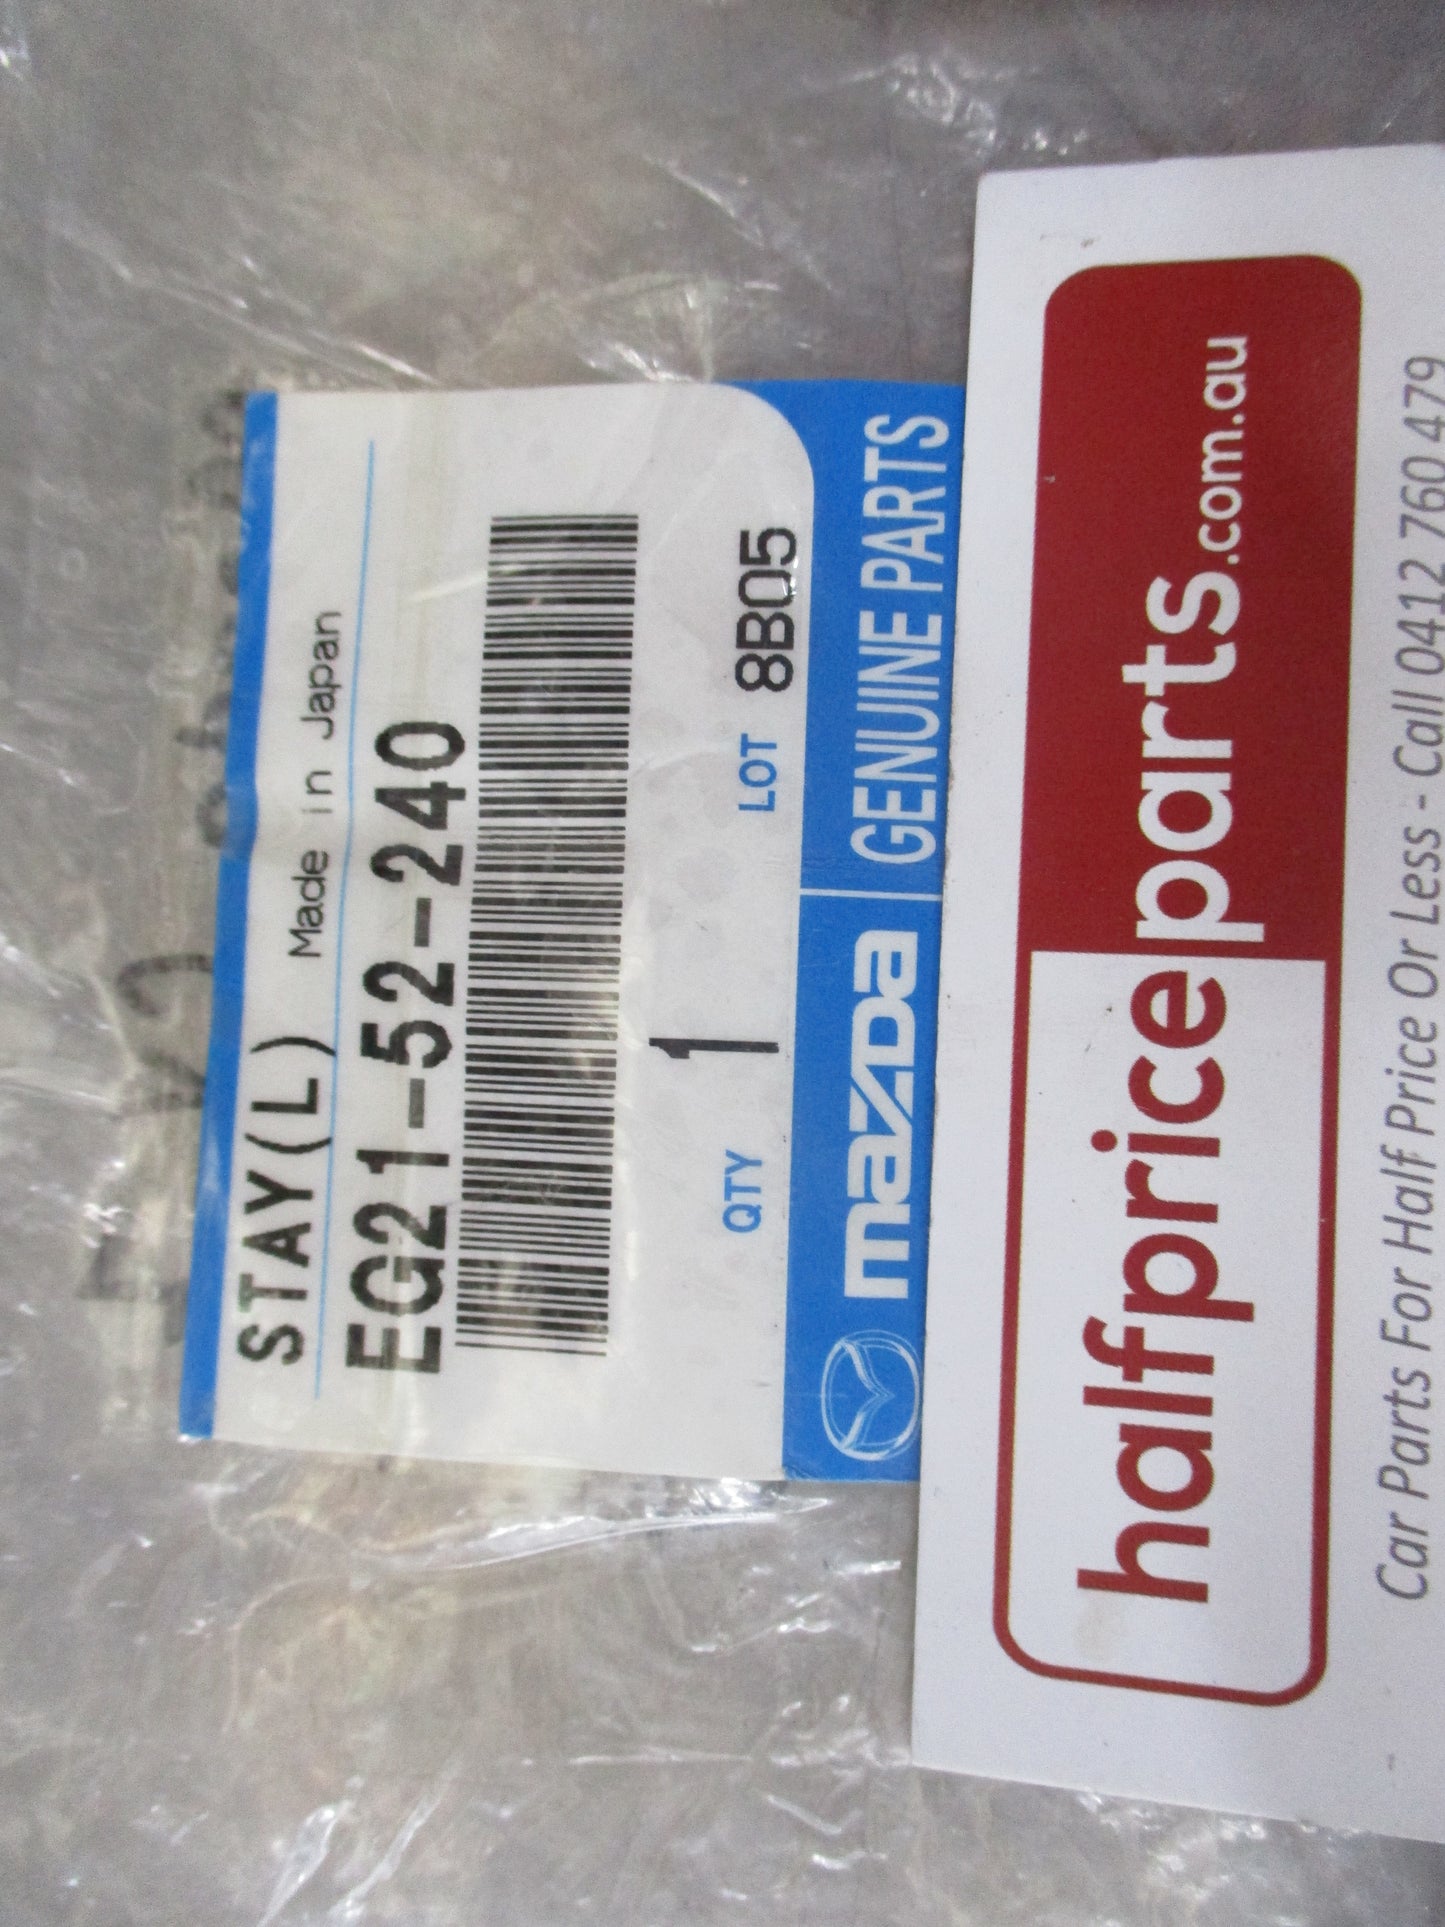 STAY(L) Made in Japan
EG21-52-240
QTY 1 LOT 8B05
mazda GENUINE PARTS
halfpriceparts.com.au
Car Parts For Half Price Or Less - Call 0412 760 479